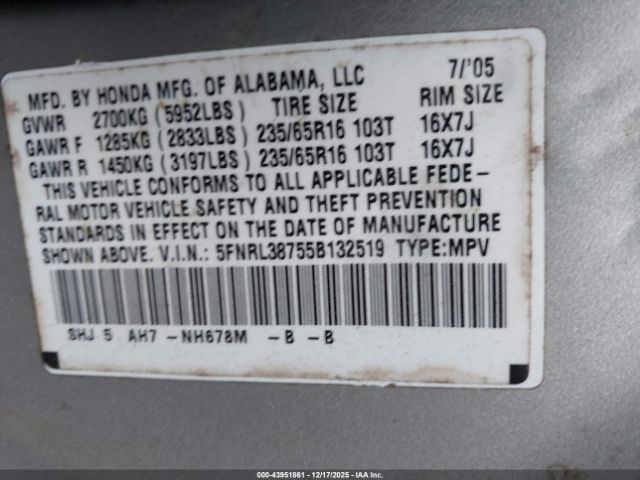 MFD. BY HONDA MFG. OF ALABAMA, LLC 7/'05
GVWR 2700KG (5952LBS) TIRE SIZE RIM SIZE
GAWR F 1285KG (2833LBS) 235/65R16 103T 16X7J
GAWR R 1450KG (3197LBS) 235/65R16 103T 16X7J
THIS VEHICLE CONFORMS TO ALL APPLICABLE FEDE-
RAL MOTOR VEHICLE SAFETY AND THEFT PREVENTION
STANDARDS IN EFFECT ON THE DATE OF MANUFACTURE
SHOWN ABOVE. V.I.N.: 5FNRL38755B132519 TYPE:MPV
SHJ 5 AH7 -NH678M -B -B
00-43951861 - 12/17/2025 - COPYRIGHT IAA, LLC.